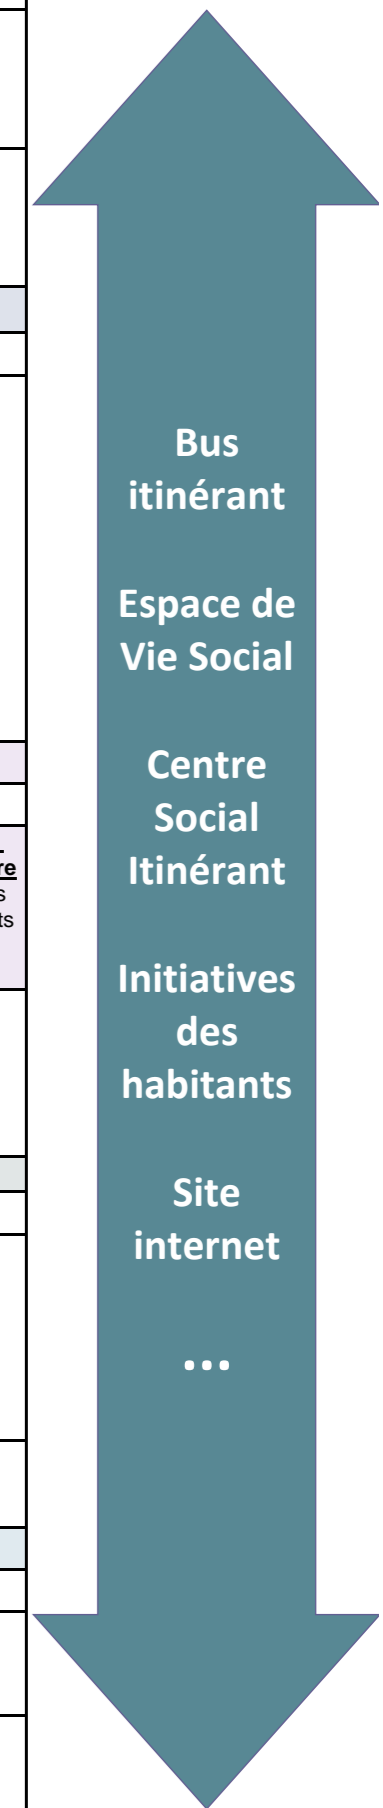 Bus
itinérant
Espace de
Vie Social
Centre
Social
Itinérant
Initiatives
des
habitants
Site
internet
...